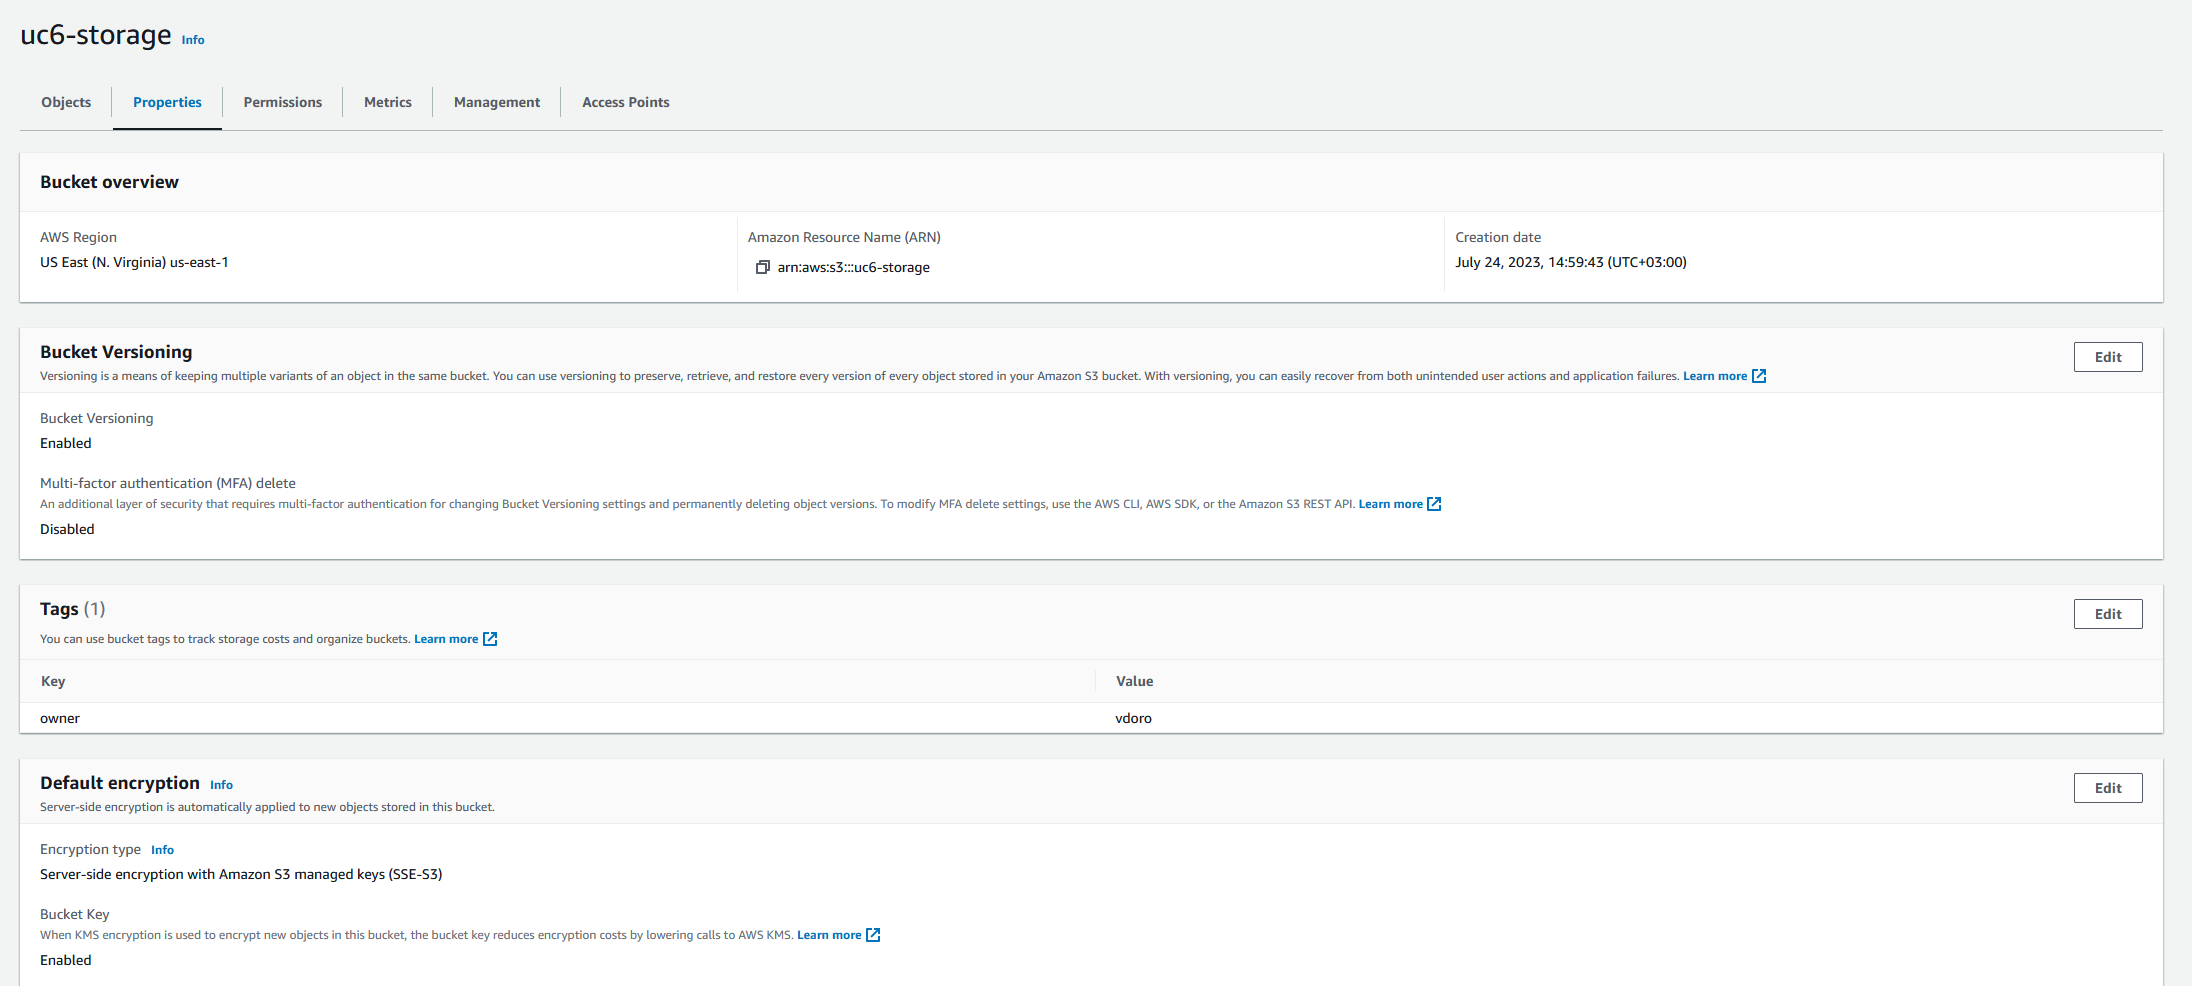 uc6-storage Info
Objects Properties Permissions Metrics Management Access Points
Bucket overview
AWS Region
US East (N. Virginia) us-east-1
Amazon Resource Name (ARN)
arn:aws:s3:::uc6-storage
Creation date
July 24, 2023, 14:59:43 (UTC+03:00)
Bucket Versioning
Edit
Versioning is a means of keeping multiple variants of an object in the same bucket. You can use versioning to preserve, retrieve, and restore every version of every object stored in your Amazon S3 bucket. With versioning, you can easily recover from both unintended user actions and application failures. Learn more
Bucket Versioning
Enabled
Multi-factor authentication (MFA) delete
An additional layer of security that requires multi-factor authentication for changing Bucket Versioning settings and permanently deleting object versions. To modify MFA delete settings, use the AWS CLI, AWS SDK, or the Amazon S3 REST API. Learn more
Disabled
Tags (1)
Edit
You can use bucket tags to track storage costs and organize buckets. Learn more
Key Value
owner vdoro
Default encryption Info
Edit
Server-side encryption is automatically applied to new objects stored in this bucket.
Encryption type Info
Server-side encryption with Amazon S3 managed keys (SSE-S3)
Bucket Key
When KMS encryption is used to encrypt new objects in this bucket, the bucket key reduces encryption costs by lowering calls to AWS KMS. Learn more
Enabled